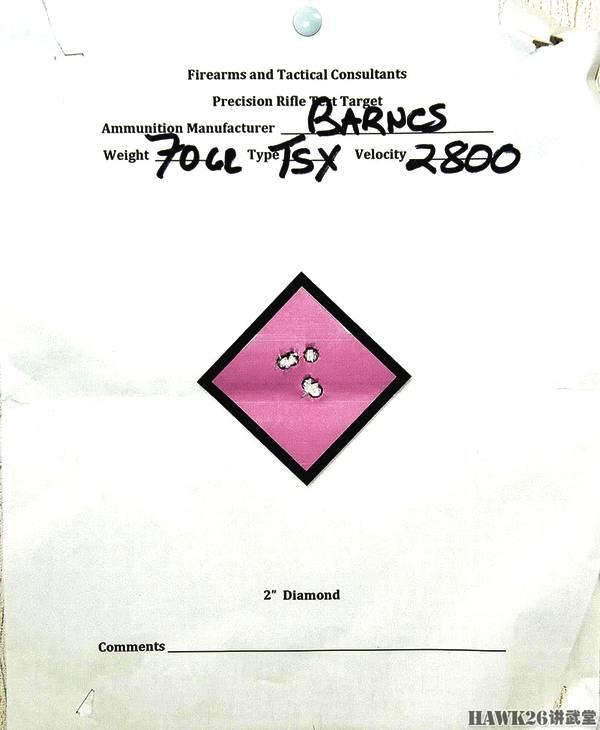 Firearms and Tactical Consultants
Precision Rifle Test Target
Ammunition Manufacturer BARNES
Weight 70GR Type TSX Velocity 2800
2" Diamond
Comments
HAWK26讲武堂